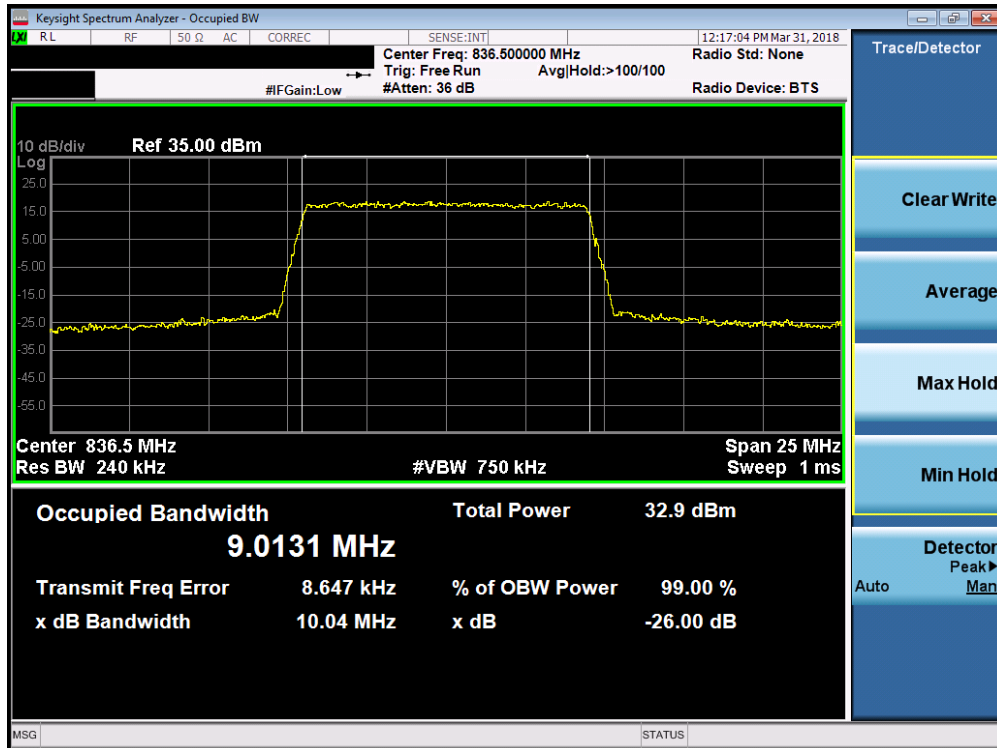 Keysight Spectrum Analyzer - Occupied BW
LXI RL RF 50 Ω AC CORREC SENSE:INT 12:17:04 PM Mar 31, 2018
Center Freq: 836.500000 MHz Radio Std: None
Trig: Free Run Avg|Hold:>100/100
#IFGain:Low #Atten: 36 dB Radio Device: BTS
10 dB/div Ref 35.00 dBm
Log
25.0
15.0
5.00
-5.00
-15.0
-25.0
-35.0
-45.0
-55.0
Center 836.5 MHz Span 25 MHz
Res BW 240 kHz #VBW 750 kHz Sweep 1 ms
Occupied Bandwidth Total Power 32.9 dBm
9.0131 MHz
Transmit Freq Error 8.647 kHz % of OBW Power 99.00 %
x dB Bandwidth 10.04 MHz x dB -26.00 dB
MSG STATUS
Trace/Detector
Clear Write
Average
Max Hold
Min Hold
Detector
Peak▶
Auto Man